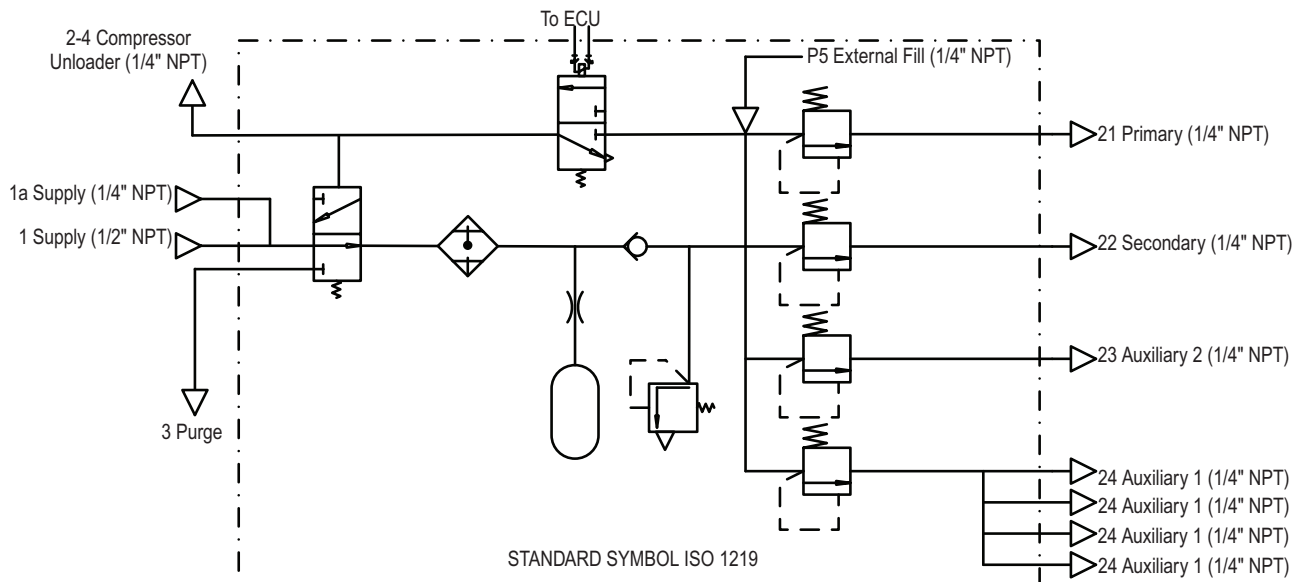 To ECU
2-4 Compressor
Unloader (1/4" NPT)
P5 External Fill (1/4" NPT)
21 Primary (1/4" NPT)
1a Supply (1/4" NPT)
1 Supply (1/2" NPT)
22 Secondary (1/4" NPT)
23 Auxiliary 2 (1/4" NPT)
3 Purge
24 Auxiliary 1 (1/4" NPT)
24 Auxiliary 1 (1/4" NPT)
24 Auxiliary 1 (1/4" NPT)
24 Auxiliary 1 (1/4" NPT)
STANDARD SYMBOL ISO 1219